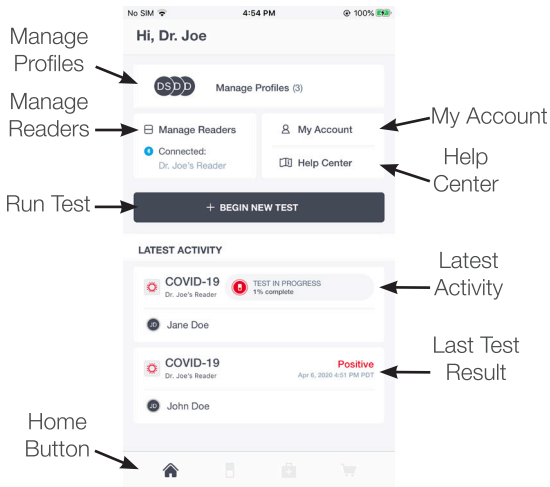 No SIM 4:54 PM 100%
Hi, Dr. Joe
Manage
Profiles
DS D D
Manage Profiles (3)
Manage
Readers
Manage Readers
Connected:
Dr. Joe's Reader
My Account
My Account
Help Center
Help
Center
Run Test
+ BEGIN NEW TEST
LATEST ACTIVITY
COVID-19
Dr. Joe's Reader
TEST IN PROGRESS
1% complete
Latest
Activity
JD Jane Doe
COVID-19
Dr. Joe's Reader
Positive
Apr 6, 2020 4:51 PM PDT
Last Test
Result
JD John Doe
Home
Button